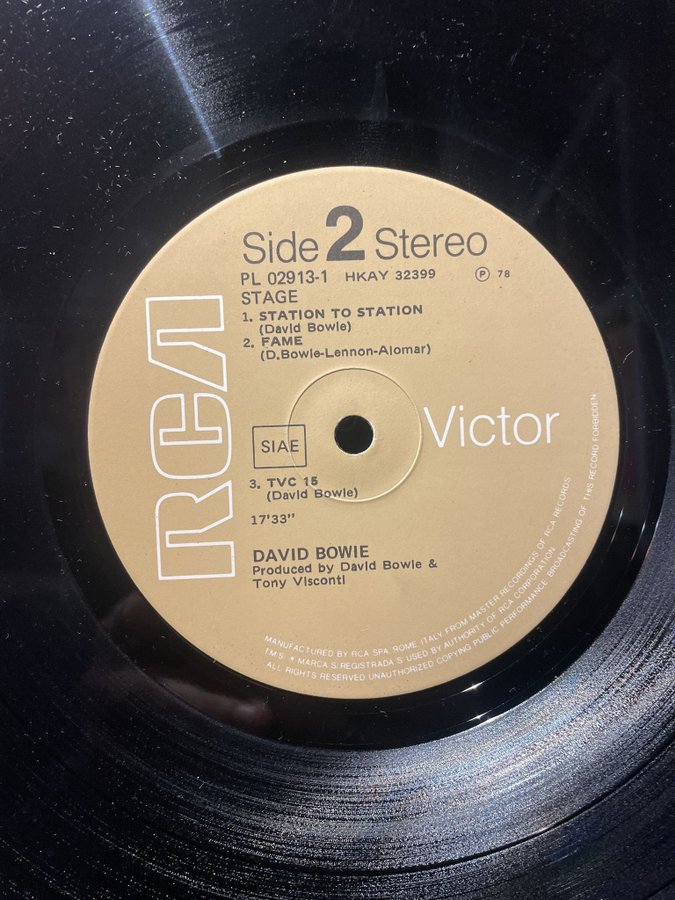 Side 2 Stereo
PL 02913-1 HKAY 32399 Ⓟ 78
STAGE
1. STATION TO STATION
(David Bowie)
2. FAME
(D.Bowie-Lennon-Alomar)
RCA
Victor
SIAE
3. TVC 15
(David Bowie)
17'33"
DAVID BOWIE
Produced by David Bowie &
Tony Visconti
MANUFACTURED BY RCA SPA. ROME, ITALY FROM MASTER RECORDINGS OF RCA RECORDS
TM·S · ® MARCA·S· REGISTRADA·S· USED BY AUTHORITY OF RCA CORPORATION
ALL RIGHTS RESERVED UNAUTHORIZED COPYING PUBLIC PERFORMANCE BROADCASTING OF THIS RECORD FORBIDDEN